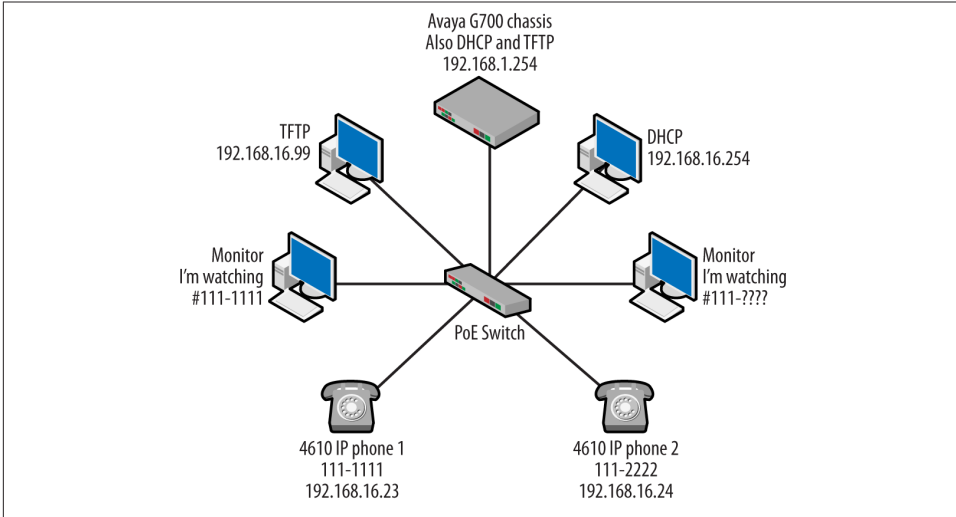 Avaya G700 chassis
Also DHCP and TFTP
192.168.1.254
TFTP
192.168.16.99
DHCP
192.168.16.254
Monitor
I'm watching
#111-1111
Monitor
I'm watching
#111-????
PoE Switch
4610 IP phone 1
111-1111
192.168.16.23
4610 IP phone 2
111-2222
192.168.16.24